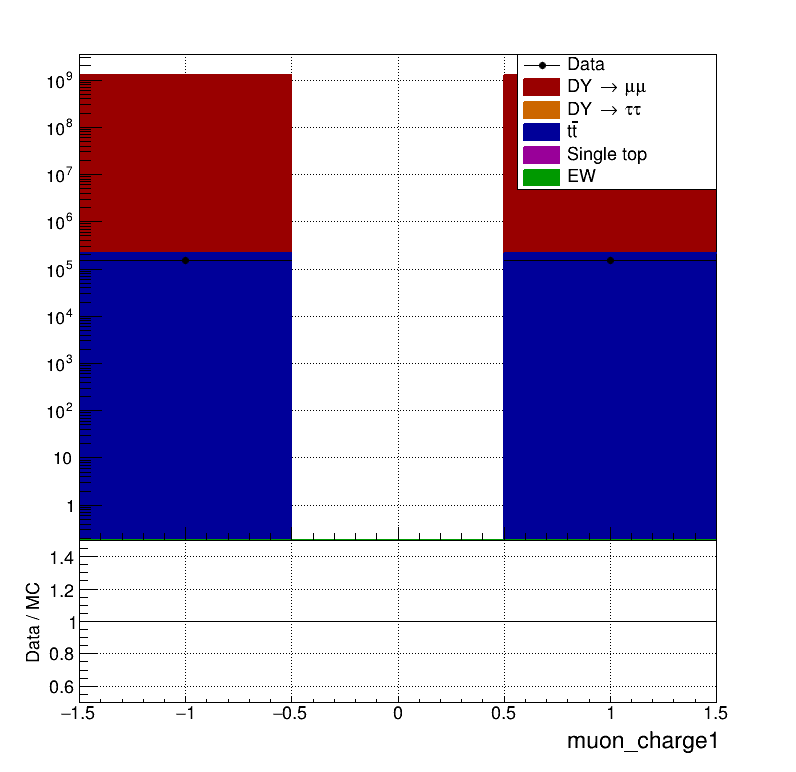 Data
DY → μμ
DY → ττ
tt̄
Single top
EW
10⁹
10⁸
10⁷
10⁶
10⁵
10⁴
10³
10²
10
1
Data / MC
1.4
1.2
1
0.8
0.6
−1.5 −1 −0.5 0 0.5 1 1.5
muon_charge1